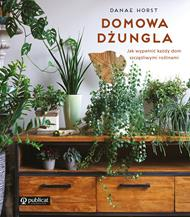 DANAE HORST
DOMOWA
DŻUNGLA
Jak wypełnić każdy dom
szczęśliwymi roślinami
publicat